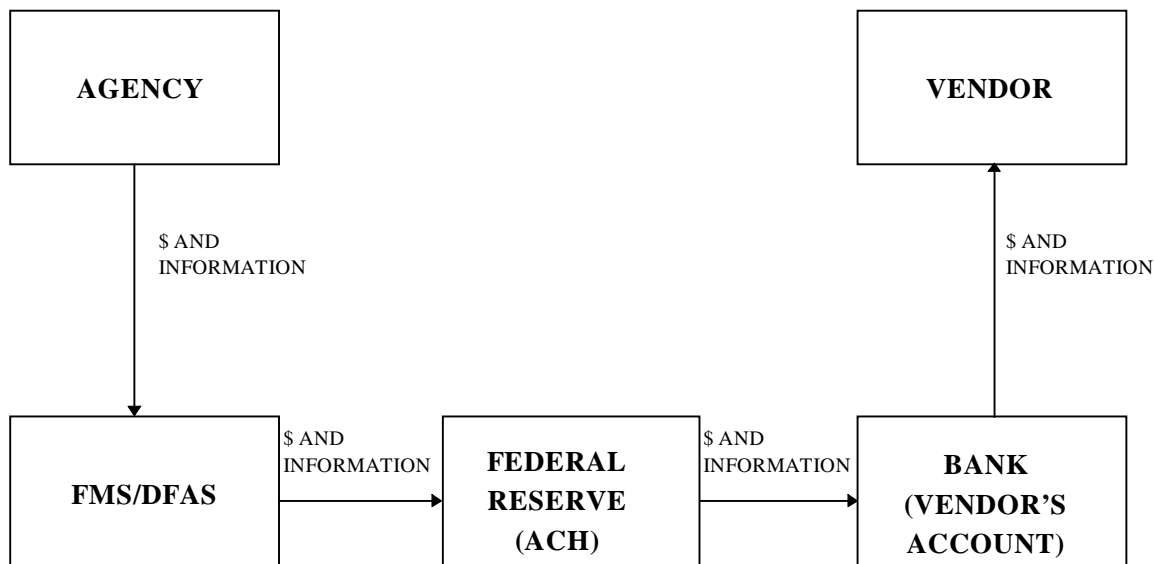 AGENCY
VENDOR
$ AND
INFORMATION
$ AND
INFORMATION
FMS/DFAS
$ AND
INFORMATION
FEDERAL
RESERVE
(ACH)
$ AND
INFORMATION
BANK
(VENDOR'S
ACCOUNT)